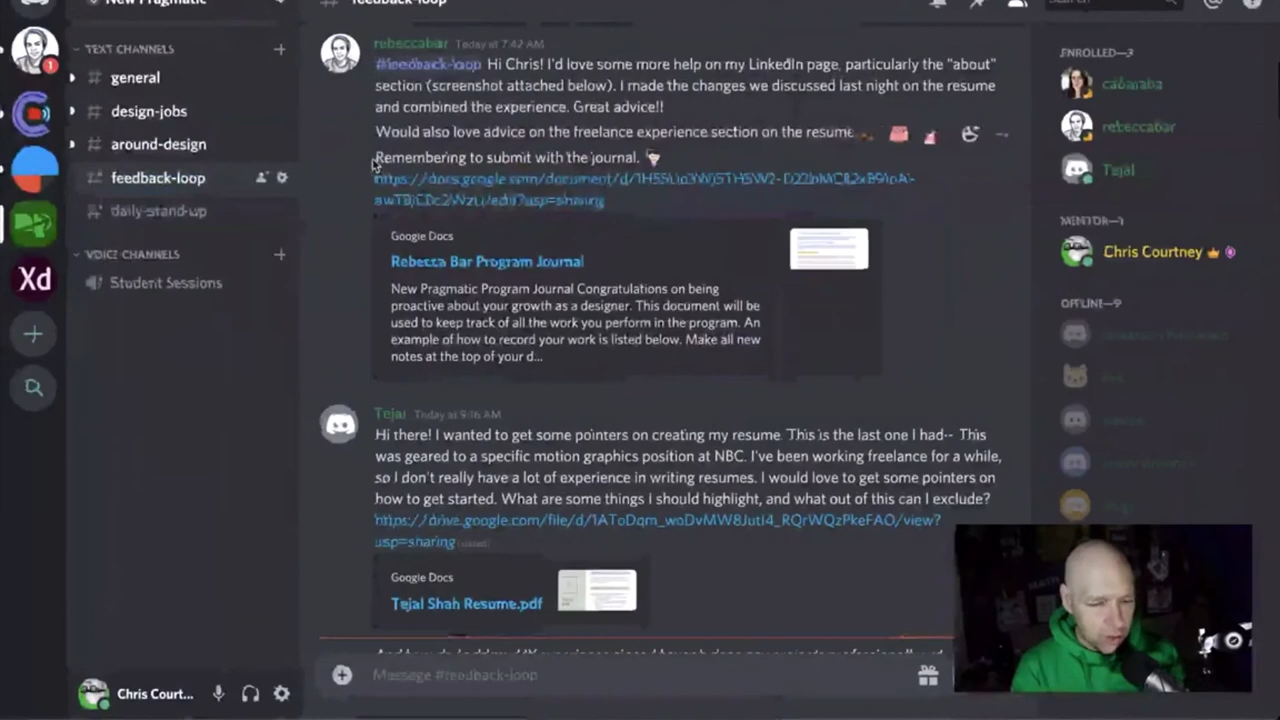 New Pragmatic
feedback-loop
TEXT CHANNELS
general
design-jobs
around-design
feedback-loop
daily-stand-up
VOICE CHANNELS
Student Sessions
Xd
1
rebeccabar Today at 7:42 AM
#feedback-loop Hi Chris! I'd love some more help on my LinkedIn page, particularly the "about"
section (screenshot attached below). I made the changes we discussed last night on the resume
and combined the experience. Great advice!!
Would also love advice on the freelance experience section on the resume
Remembering to submit with the journal.
Google Docs
Rebecca Bar Program Journal
New Pragmatic Program Journal Congratulations on being
proactive about your growth as a designer. This document will be
used to keep track of all the work you perform in the program. An
example of how to record your work is listed below. Make all new
notes at the top of your d...
Tejal Today at 9:16 AM
Hi there! I wanted to get some pointers on creating my resume. This is the last one I had-- This
was geared to a specific motion graphics position at NBC. I've been working freelance for a while,
so I don't really have a lot of experience in writing resumes. I would love to get some pointers
on how to get started. What are some things I should highlight, and what out of this can I exclude?
usp=sharing (edited)
Google Docs
Tejal Shah Resume.pdf
Message #feedback-loop
Search
ENROLLED—3
rebeccabar
Tejal
MENTOR—1
Chris Courtney
OFFLINE—9
Chris Court...